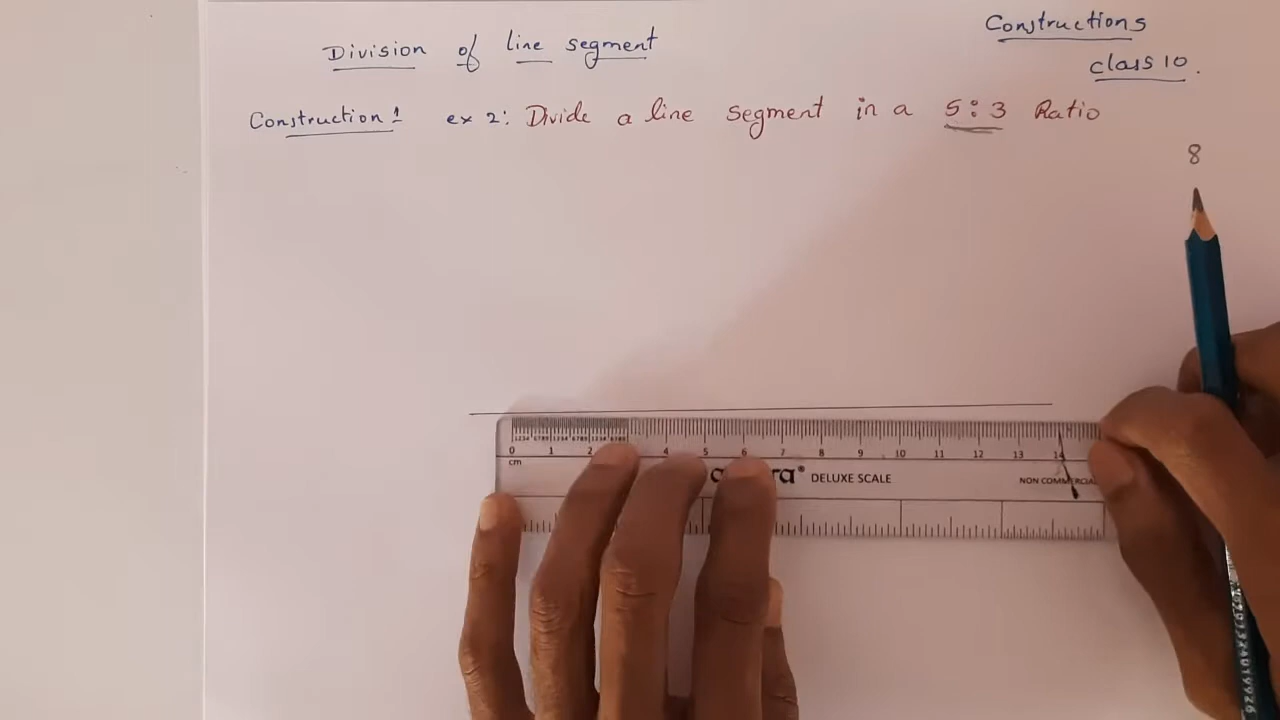 Division of line segment
Constructions
class 10.
Construction 1 ex 2: Divide a line segment in a 5:3 Ratio
8
0 1 2 4 5 6 7 8 9 10 11 12 13 14
cm
DELUXE SCALE